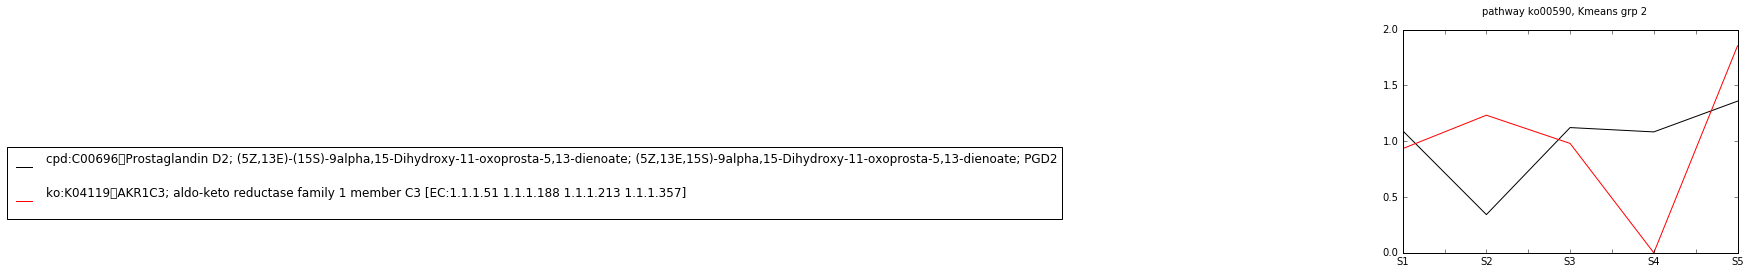 pathway ko00590, Kmeans grp 2
2.0
1.5
1.0
0.5
0.0
S1 S2 S3 S4 S5
cpd:C00696▯Prostaglandin D2; (5Z,13E)-(15S)-9alpha,15-Dihydroxy-11-oxoprosta-5,13-dienoate; (5Z,13E,15S)-9alpha,15-Dihydroxy-11-oxoprosta-5,13-dienoate; PGD2
ko:K04119▯AKR1C3; aldo-keto reductase family 1 member C3 [EC:1.1.1.51 1.1.1.188 1.1.1.213 1.1.1.357]